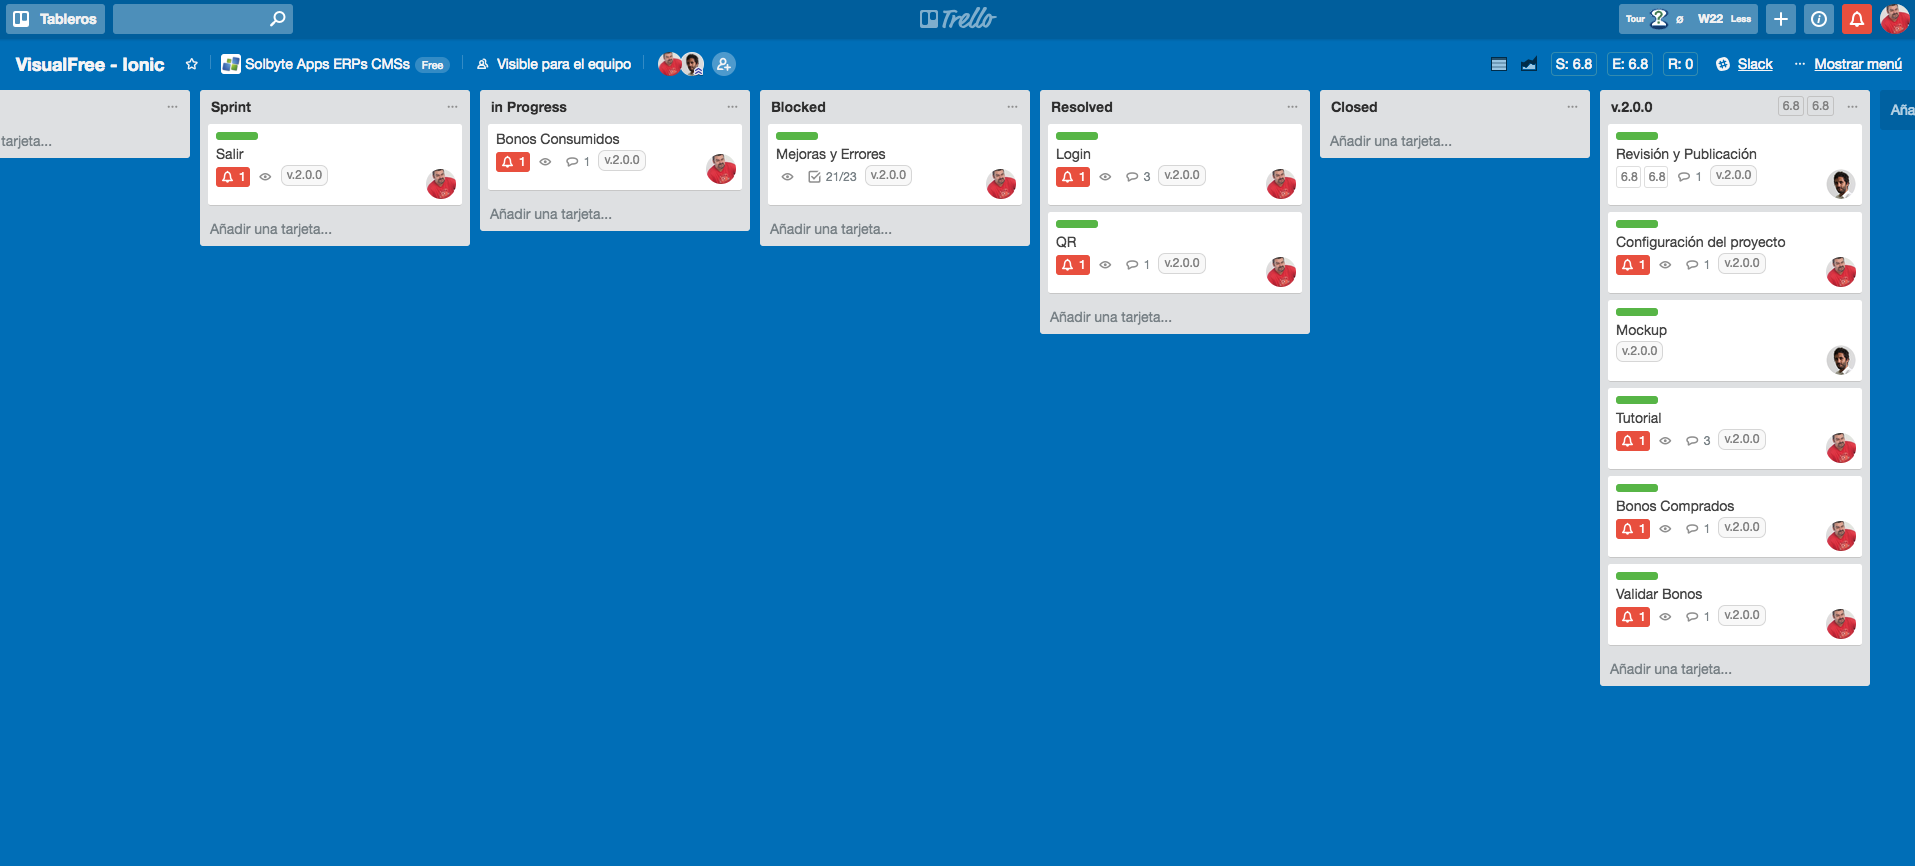 Tableros
Trello
Tour ø W22 Less
VisualFree - Ionic
Solbyte Apps ERPs CMSs Free
Visible para el equipo
S: 6.8 E: 6.8 R: 0
Slack
··· Mostrar menú
tarjeta...
Sprint
Salir
1 v.2.0.0
Añadir una tarjeta...
in Progress
Bonos Consumidos
1 1 v.2.0.0
Añadir una tarjeta...
Blocked
Mejoras y Errores
21/23 v.2.0.0
Añadir una tarjeta...
Resolved
Login
1 3 v.2.0.0
QR
1 1 v.2.0.0
Añadir una tarjeta...
Closed
Añadir una tarjeta...
v.2.0.0 6.8 6.8
Revisión y Publicación
6.8 6.8 1 v.2.0.0
Configuración del proyecto
1 1 v.2.0.0
Mockup
v.2.0.0
Tutorial
1 3 v.2.0.0
Bonos Comprados
1 1 v.2.0.0
Validar Bonos
1 1 v.2.0.0
Añadir una tarjeta...
Aña